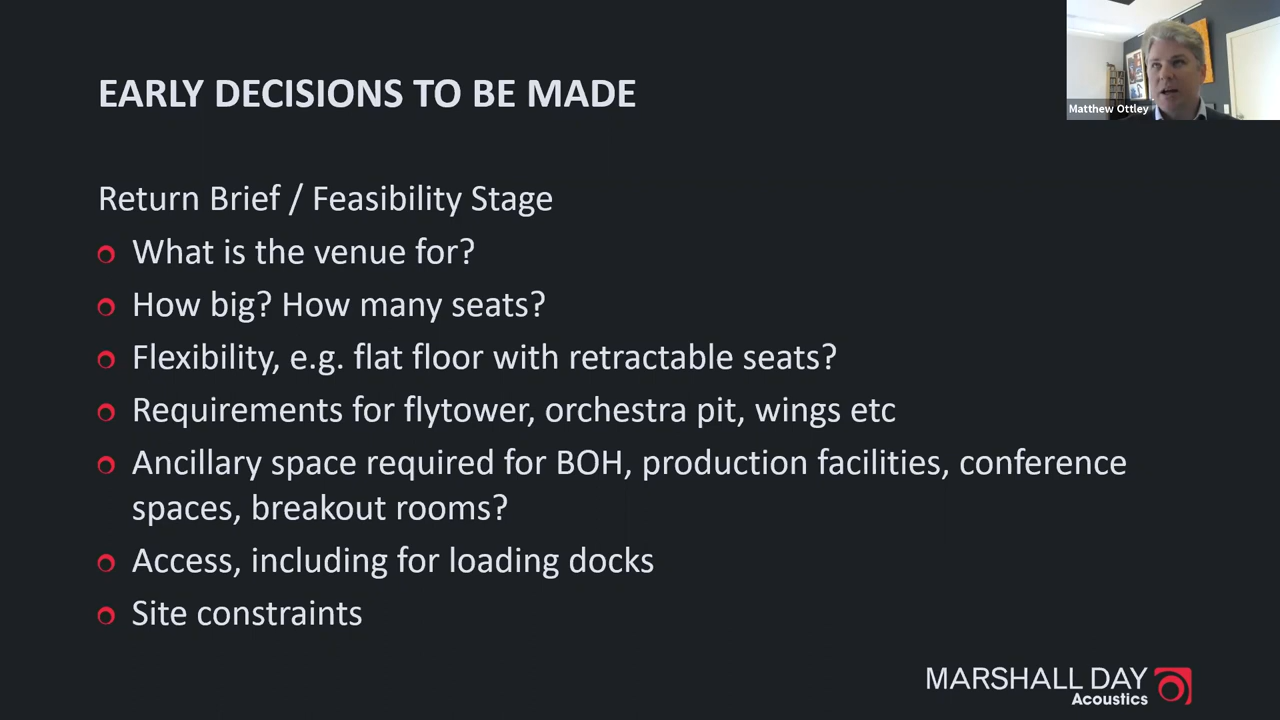 EARLY DECISIONS TO BE MADE
Matthew Ottley
Return Brief / Feasibility Stage
What is the venue for?
How big? How many seats?
Flexibility, e.g. flat floor with retractable seats?
Requirements for flytower, orchestra pit, wings etc
Ancillary space required for BOH, production facilities, conference
spaces, breakout rooms?
Access, including for loading docks
Site constraints
MARSHALL DAY
Acoustics